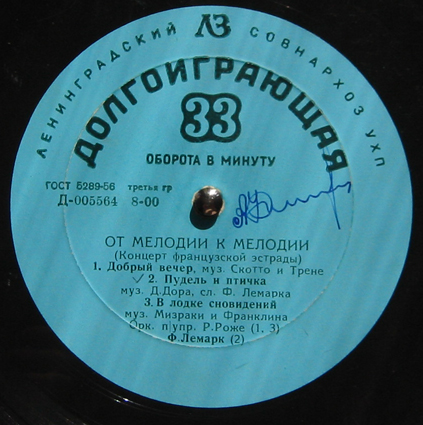 ЛЗ
ЛЕНИНГРАДСКИЙ СОВНАРХОЗ УХП
ДОЛГОИГРАЮЩАЯ
33
ОБОРОТА В МИНУТУ
ГОСТ 5289-56 третья гр
Д-005564 8-00
ОТ МЕЛОДИИ К МЕЛОДИИ
(Концерт французской эстрады)
1. Добрый вечер, муз. Скотто и Трене
2. Пудель и птичка
муз. Д.Дора, сл. Ф. Лемарка
3. В лодке сновидений
муз. Мизраки и Франклина
Орк. п/упр. Р.Роже (1, 3)
Ф.Лемарк (2)